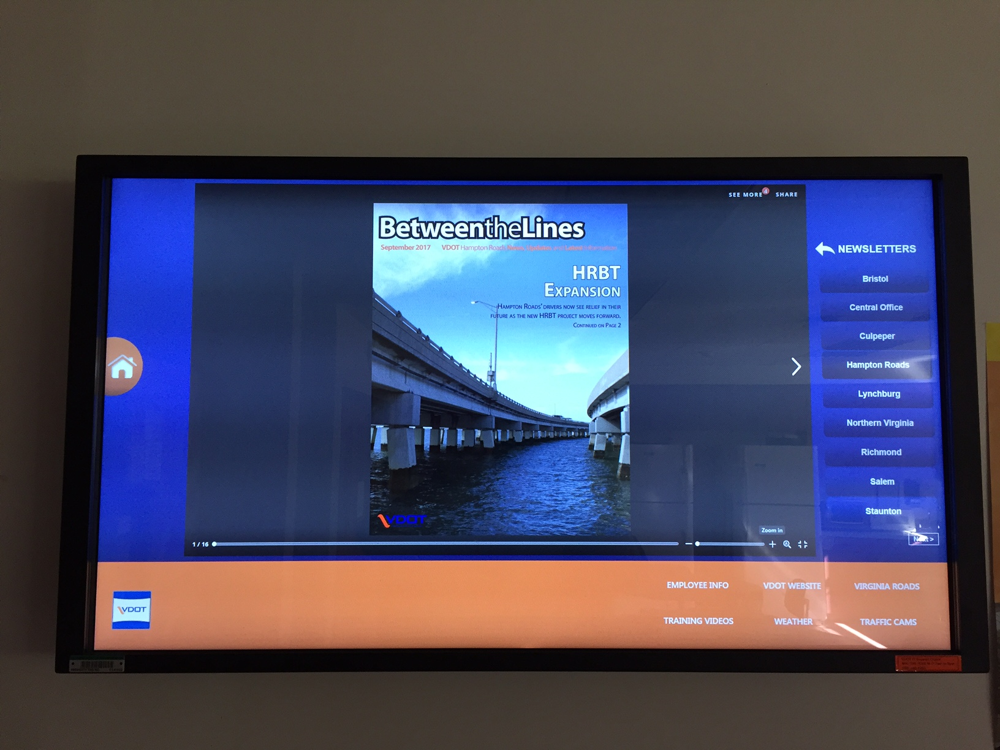 SEE MORE 4 SHARE
BetweentheLines
September 2017 VDOT Hampton Roads News, Updates and Latest Information
HRBT
EXPANSION
HAMPTON ROADS' DRIVERS NOW SEE RELIEF IN THEIR
FUTURE AS THE NEW HRBT PROJECT MOVES FORWARD.
CONTINUED ON PAGE 2
VDOT
Zoom in
1 / 16
NEWSLETTERS
Bristol
Central Office
Culpeper
Hampton Roads
Lynchburg
Northern Virginia
Richmond
Salem
Staunton
Next >
VDOT
EMPLOYEE INFO VDOT WEBSITE VIRGINIA ROADS
TRAINING VIDEOS WEATHER TRAFFIC CAMS